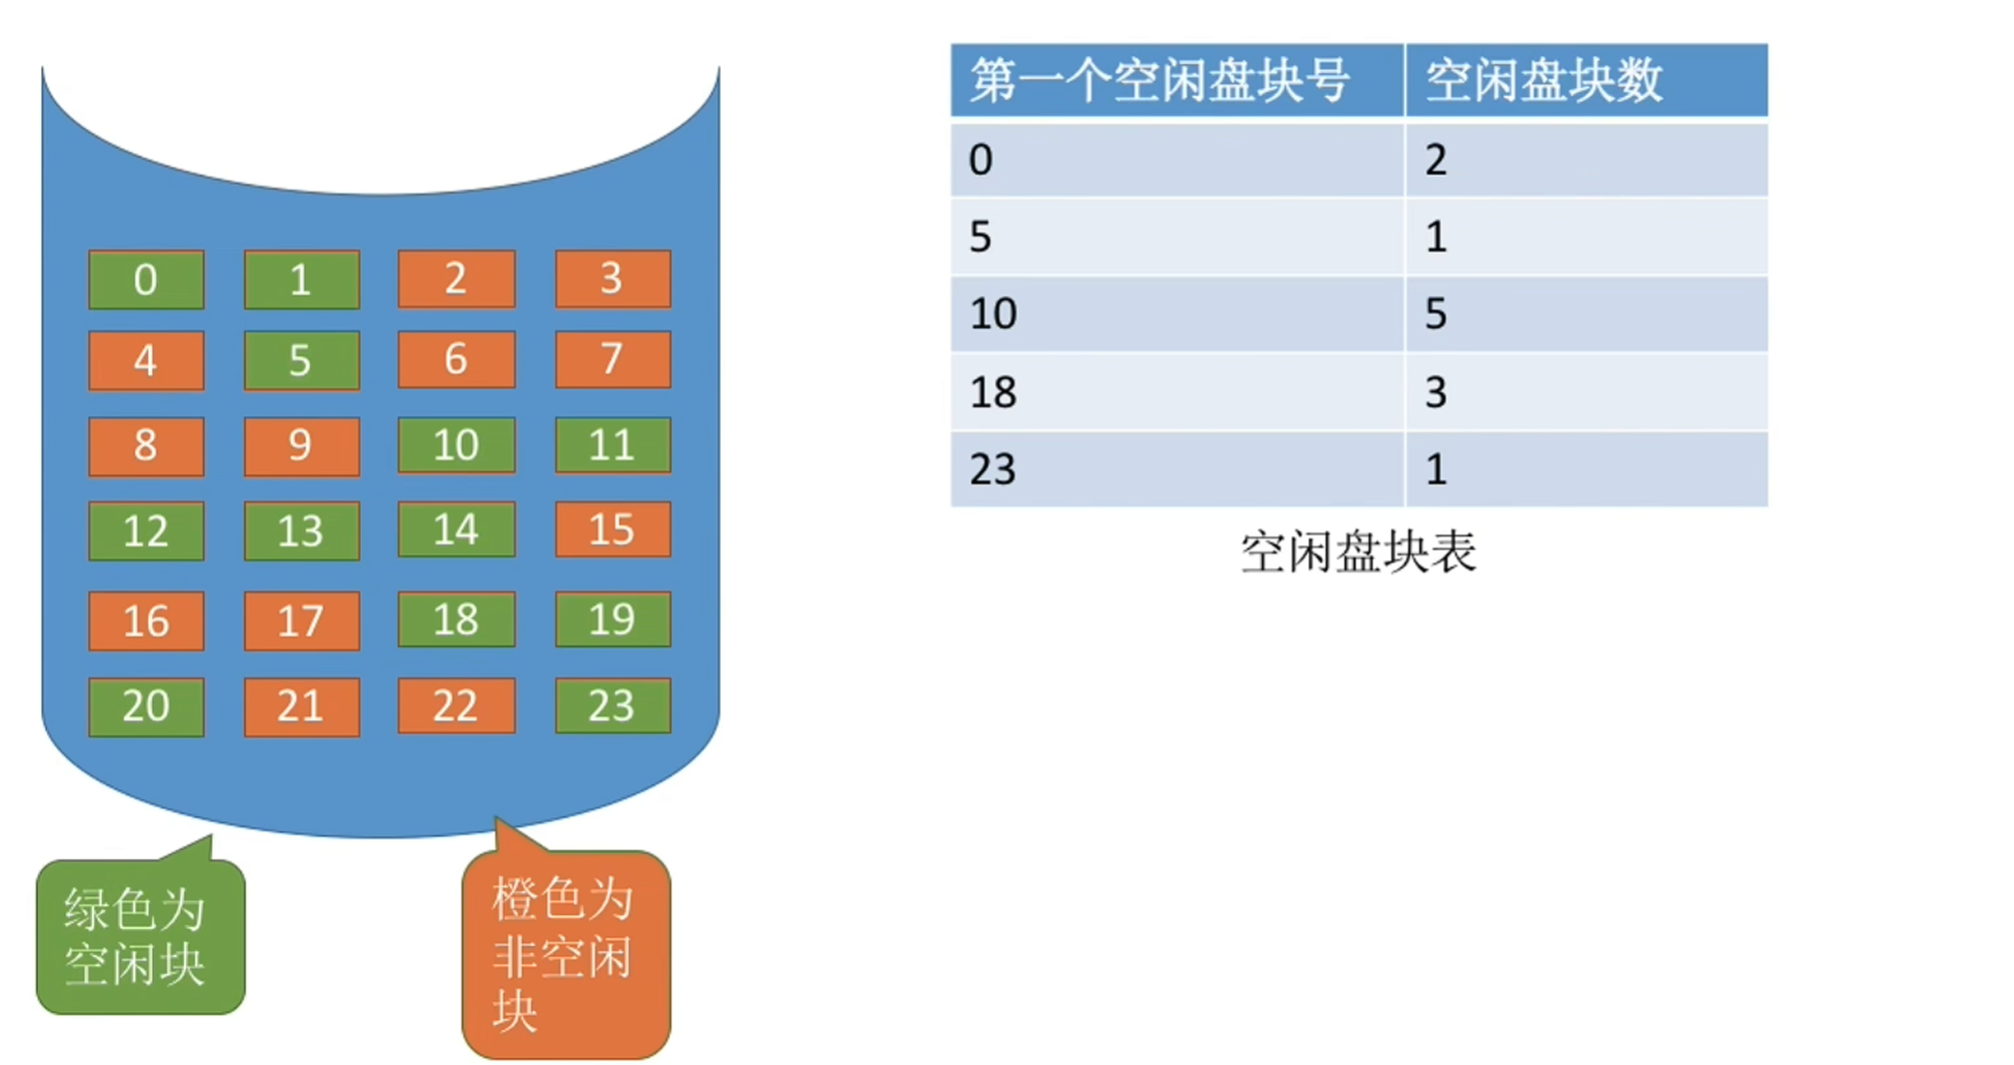 第一个空闲盘块号 空闲盘块数
0 2
5 1
10 5
18 3
23 1
空闲盘块表
0 1 2 3
4 5 6 7
8 9 10 11
12 13 14 15
16 17 18 19
20 21 22 23
绿色为
空闲块
橙色为
非空闲
块